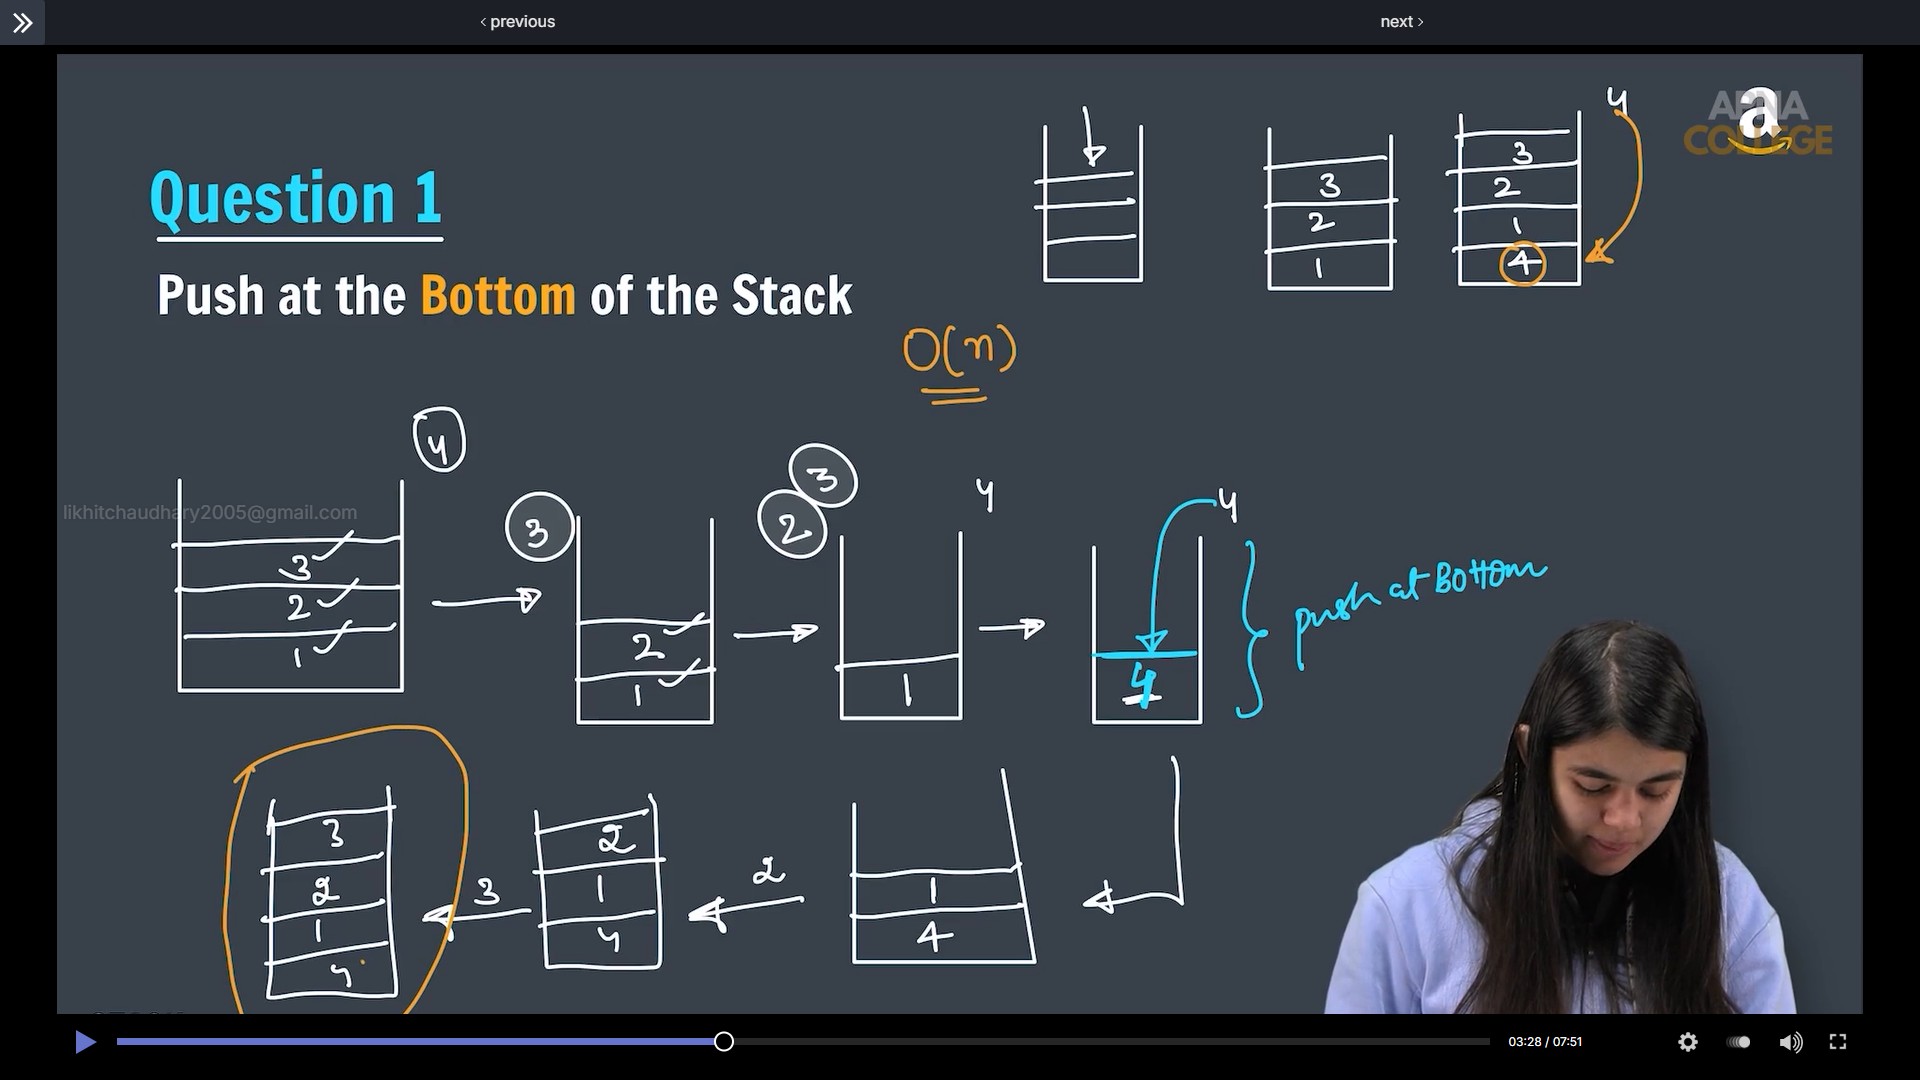 ‹ previous
next ›
APNA
COLLEGE
a
Question 1
Push at the Bottom of the Stack
3
2
1
3
2
1
4
4
O(n)
4
likhitchaudhary2005@gmail.com
3
2
1
3
2
1
3
2
1
4
4
4
push at Bottom
3
2
1
4
3
2
1
4
2
1
4
03:28 / 07:51